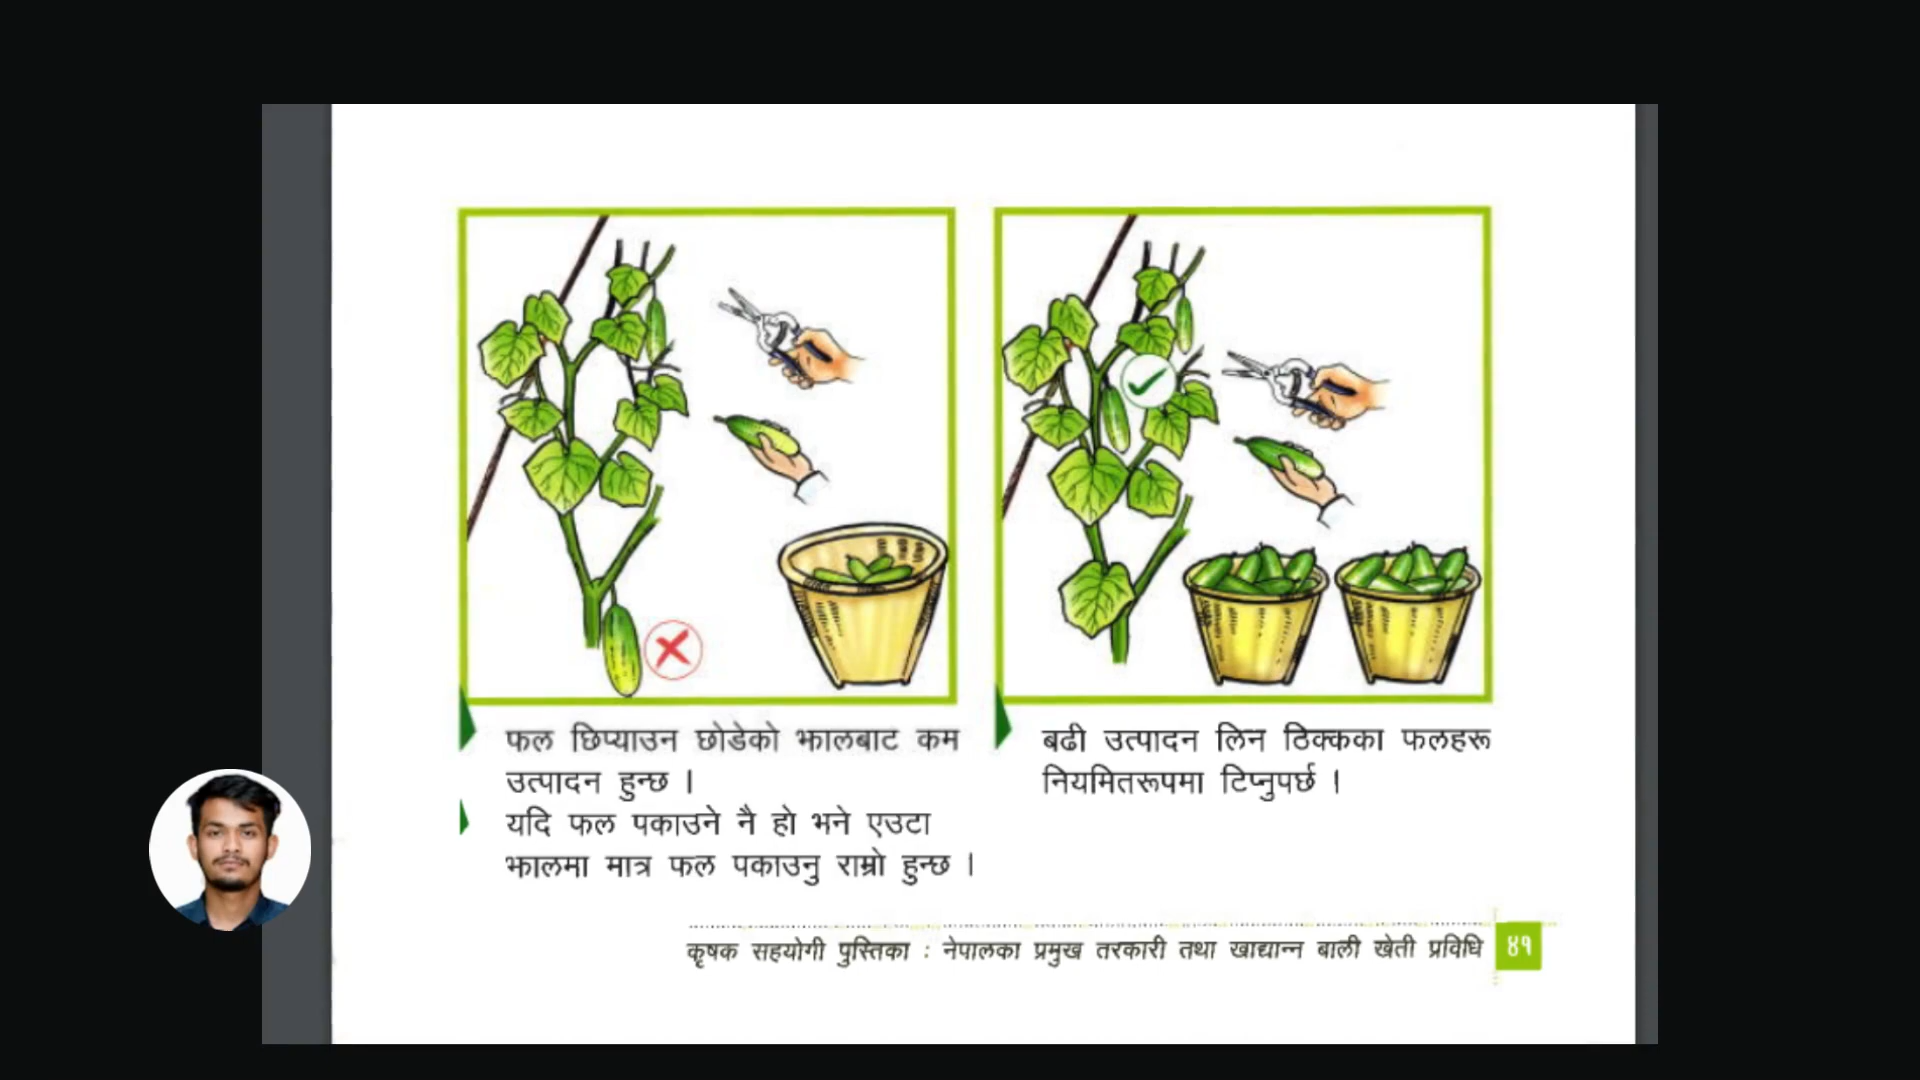 फल छिप्याउन छोडेको झालबाट कम
उत्पादन हुन्छ ।
यदि फल पकाउने नै हो भने एउटा
झालमा मात्र फल पकाउनु राम्रो हुन्छ ।
बढी उत्पादन लिन ठिक्कका फलहरू
नियमितरूपमा टिप्नुपर्छ ।
कृषक सहयोगी पुस्तिका : नेपालका प्रमुख तरकारी तथा खाद्यान्न बाली खेती प्रविधि ४१